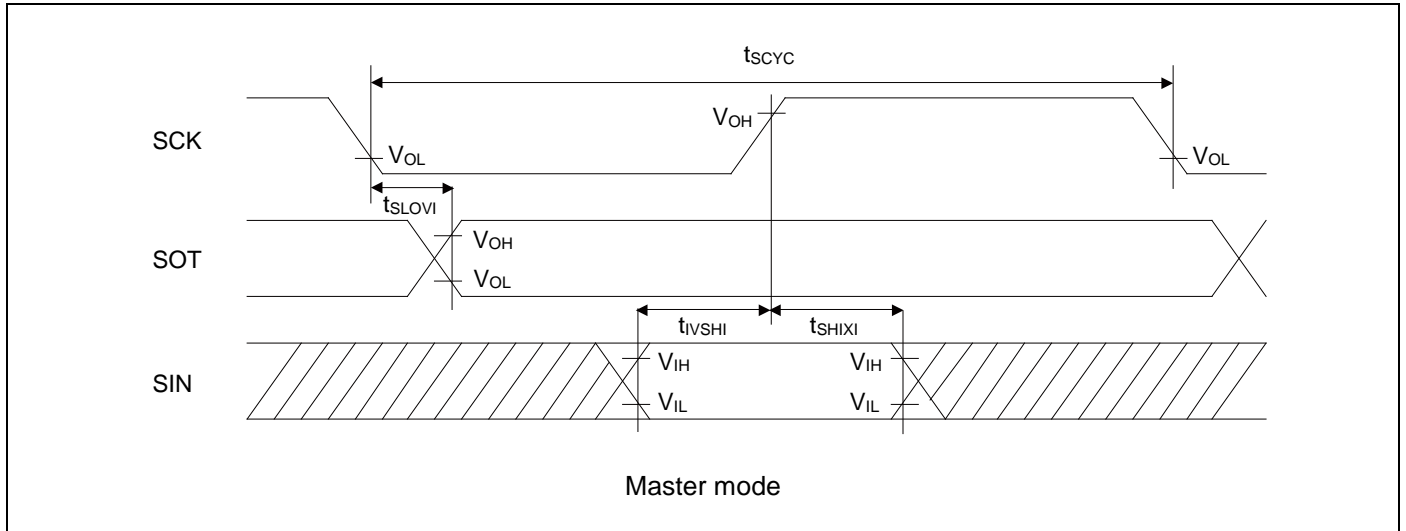 tSCYC
SCK
VOH
VOL
VOL
tSLOVI
SOT
VOH
VOL
tIVSHI
tSHIXI
SIN
VIH
VIH
VIL
VIL
Master mode